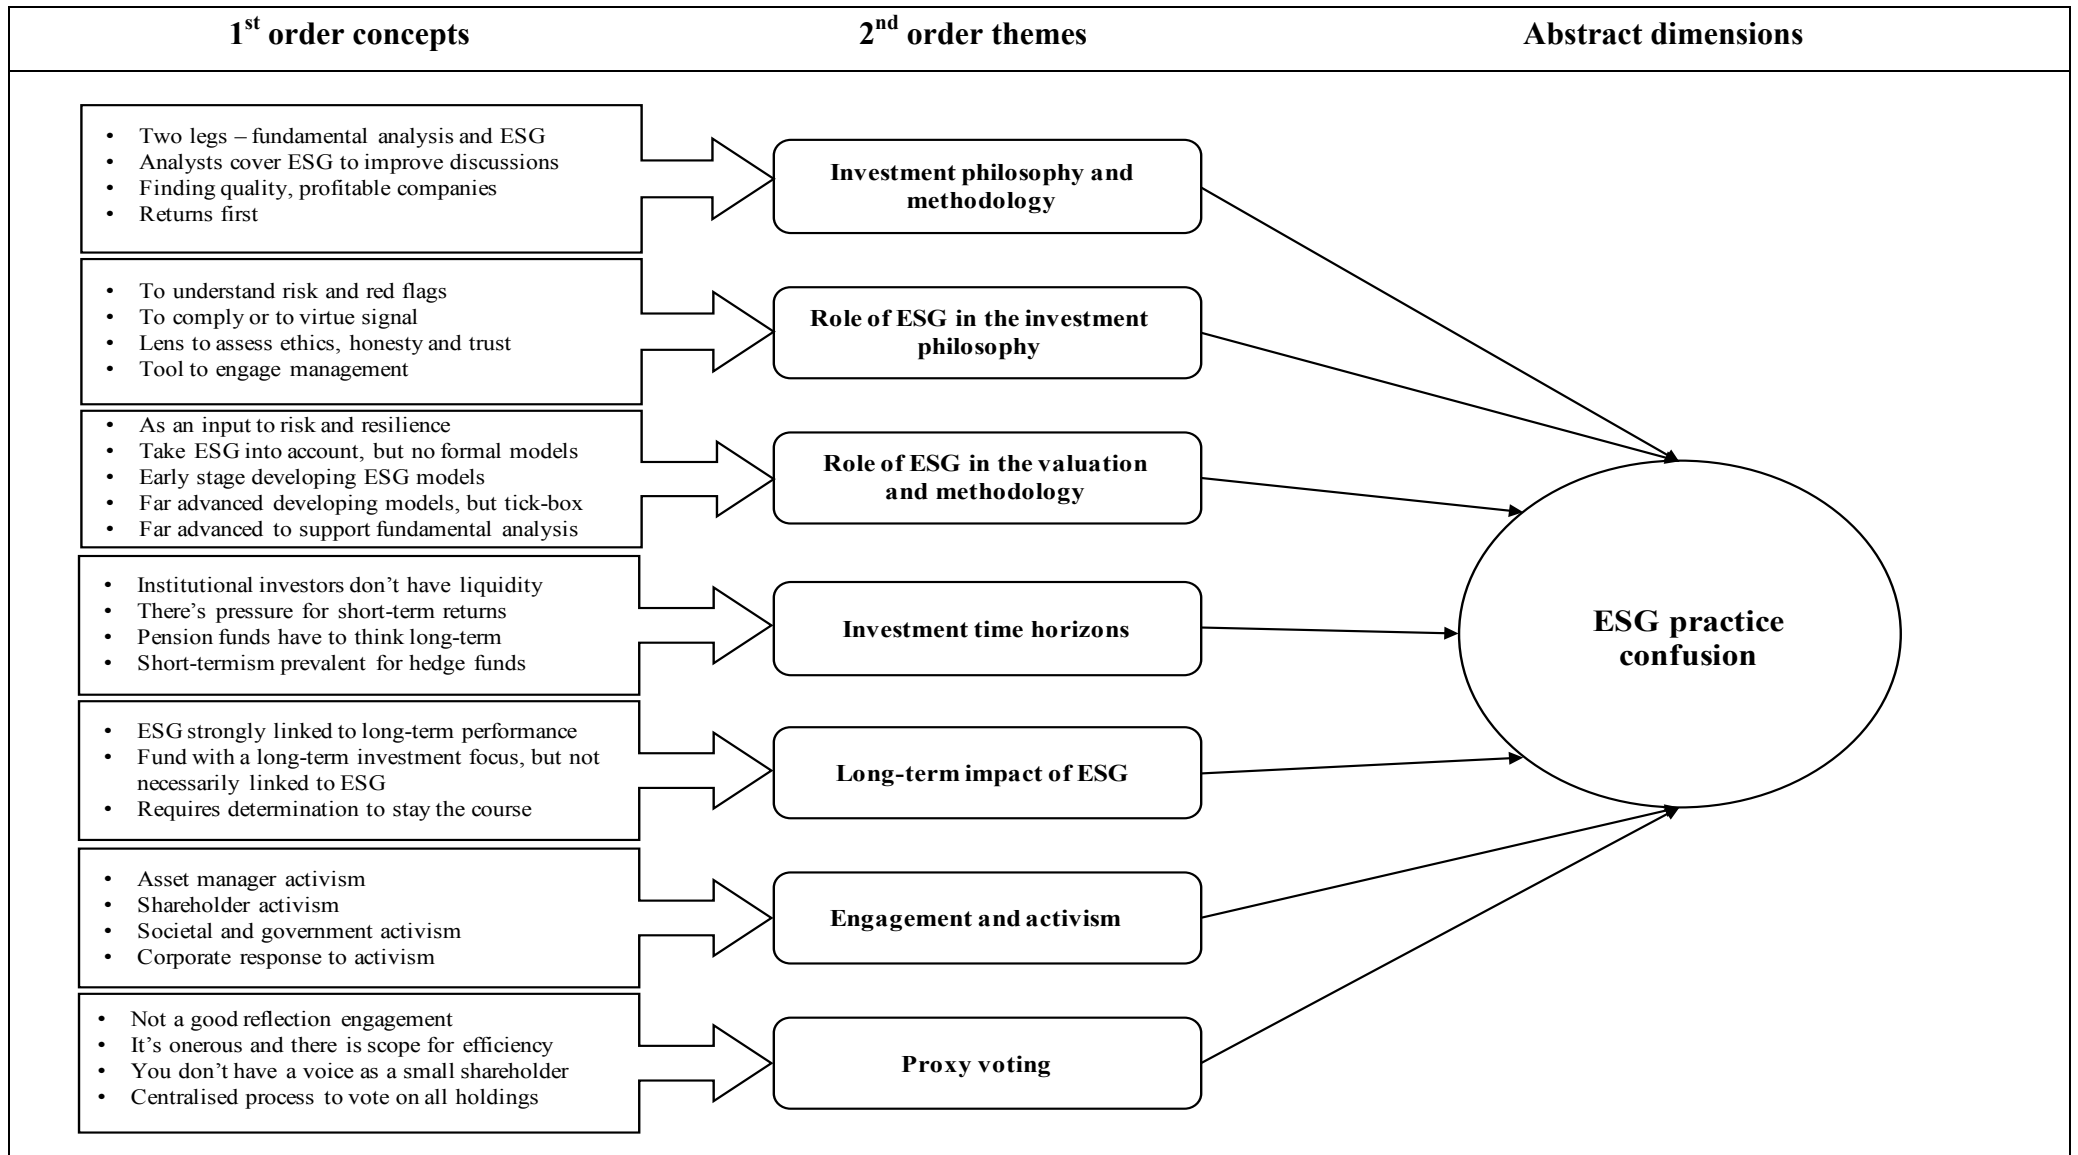 1st order concepts
2nd order themes
Abstract dimensions
• Two legs – fundamental analysis and ESG
• Analysts cover ESG to improve discussions
• Finding quality, profitable companies
• Returns first
Investment philosophy and
methodology
• To understand risk and red flags
• To comply or to virtue signal
• Lens to assess ethics, honesty and trust
• Tool to engage management
Role of ESG in the investment
philosophy
• As an input to risk and resilience
• Take ESG into account, but no formal models
• Early stage developing ESG models
• Far advanced developing models, but tick-box
• Far advanced to support fundamental analysis
Role of ESG in the valuation
and methodology
• Institutional investors don’t have liquidity
• There’s pressure for short-term returns
• Pension funds have to think long-term
• Short-termism prevalent for hedge funds
Investment time horizons
• ESG strongly linked to long-term performance
• Fund with a long-term investment focus, but not
necessarily linked to ESG
• Requires determination to stay the course
Long-term impact of ESG
• Asset manager activism
• Shareholder activism
• Societal and government activism
• Corporate response to activism
Engagement and activism
• Not a good reflection engagement
• It’s onerous and there is scope for efficiency
• You don’t have a voice as a small shareholder
• Centralised process to vote on all holdings
Proxy voting
ESG practice
confusion